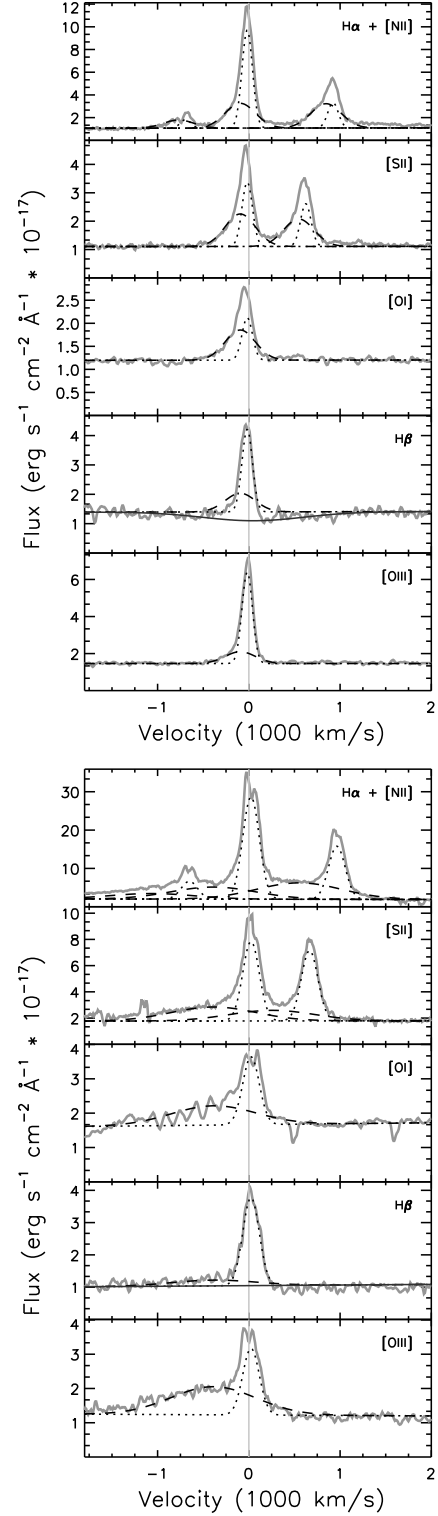 Hα + [NII]
12
10
8
6
4
2
[SII]
4
3
2
1
[OI]
2.5
2.0
1.5
1.0
0.5
Hβ
4
3
2
1
[OIII]
6
4
2
Flux (erg s⁻¹ cm⁻² Å⁻¹ * 10⁻¹⁷)
−1 0 1 2
Velocity (1000 km/s)
Hα + [NII]
30
20
10
[SII]
10
8
6
4
2
[OI]
4
3
2
1
Hβ
4
3
2
1
[OIII]
4
3
2
1
Flux (erg s⁻¹ cm⁻² Å⁻¹ * 10⁻¹⁷)
−1 0 1 2
Velocity (1000 km/s)